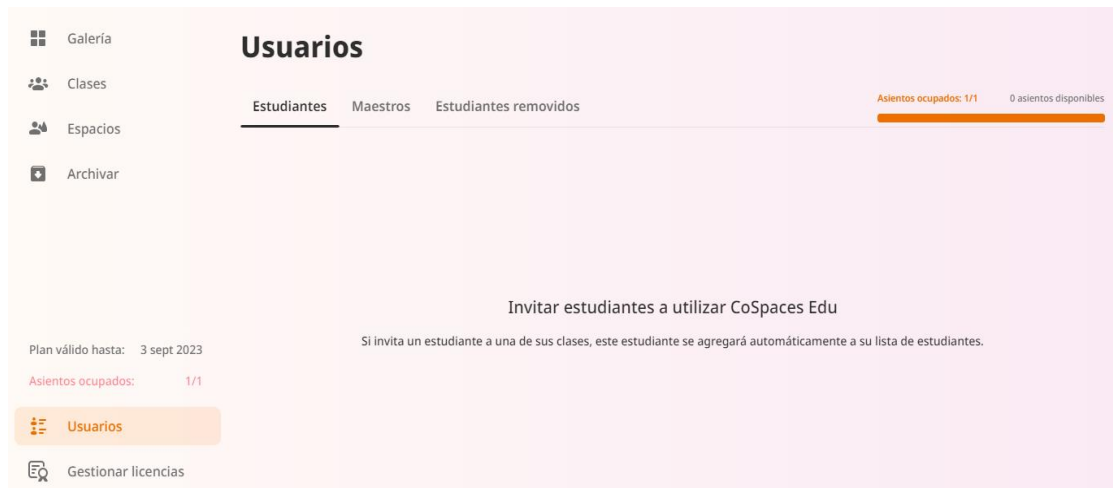 Galería
Clases
Espacios
Archivar
Plan válido hasta: 3 sept 2023
Asientos ocupados: 1/1
Usuarios
Gestionar licencias
Usuarios
Estudiantes Maestros Estudiantes removidos
Asientos ocupados: 1/1 0 asientos disponibles
Invitar estudiantes a utilizar CoSpaces Edu
Si invita un estudiante a una de sus clases, este estudiante se agregará automáticamente a su lista de estudiantes.